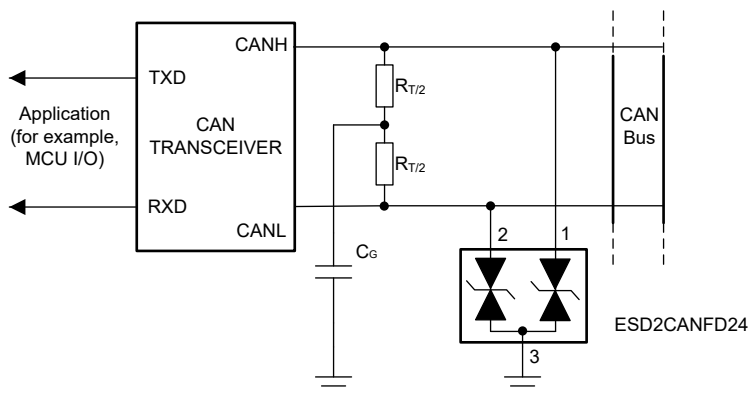 CANH
TXD
RT/2
Application
(for example,
MCU I/O)
CAN
TRANSCEIVER
CAN
Bus
RT/2
RXD
CANL
2
1
CG
ESD2CANFD24
3